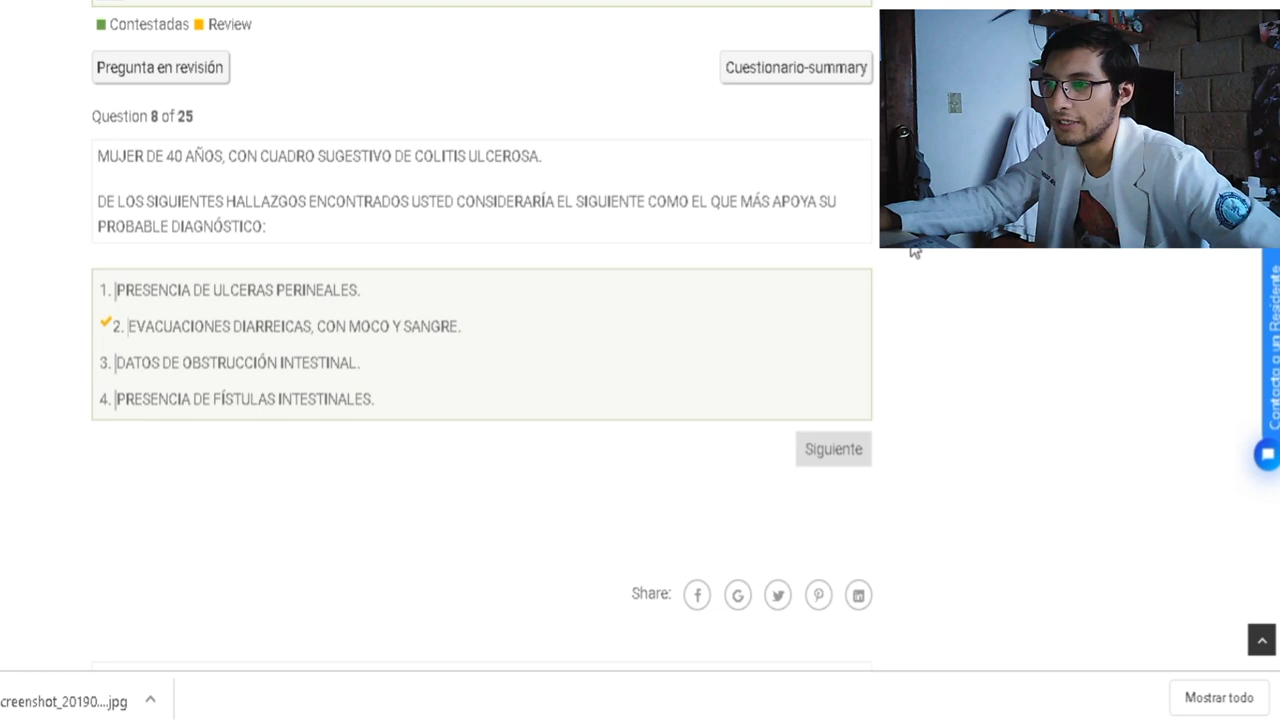 Contestadas Review
Pregunta en revisión
Cuestionario-summary
Question 8 of 25
MUJER DE 40 AÑOS, CON CUADRO SUGESTIVO DE COLITIS ULCEROSA.
DE LOS SIGUIENTES HALLAZGOS ENCONTRADOS USTED CONSIDERARÍA EL SIGUIENTE COMO EL QUE MÁS APOYA SU
PROBABLE DIAGNÓSTICO:
1. PRESENCIA DE ULCERAS PERINEALES.
2. EVACUACIONES DIARREICAS, CON MOCO Y SANGRE.
3. DATOS DE OBSTRUCCIÓN INTESTINAL.
4. PRESENCIA DE FÍSTULAS INTESTINALES.
Siguiente
Contacta a un Residente
Share:
creenshot_20190....jpg
Mostrar todo